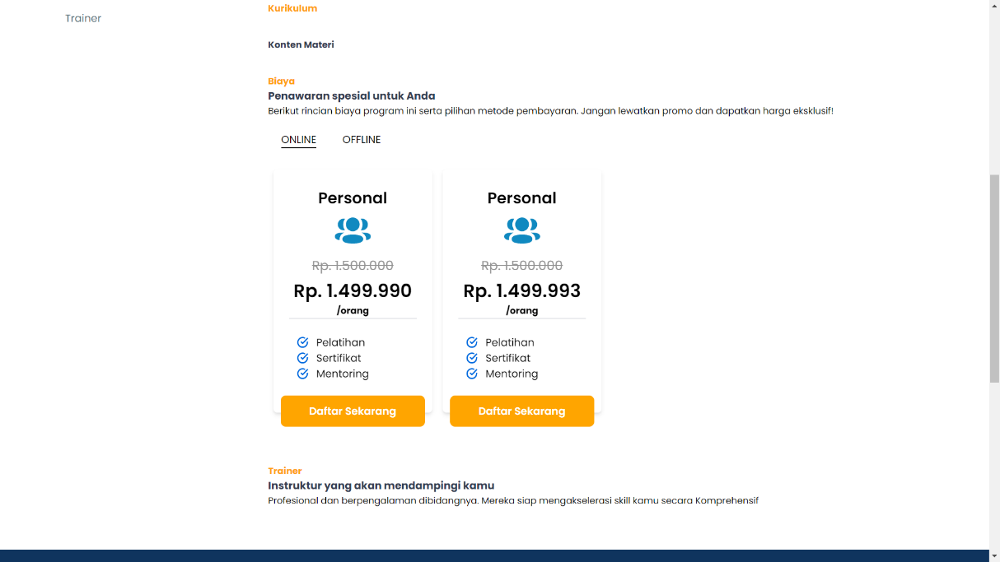 Trainer
Kurikulum
Konten Materi
Biaya
Penawaran spesial untuk Anda
Berikut rincian biaya program ini serta pilihan metode pembayaran. Jangan lewatkan promo dan dapatkan harga eksklusif!
ONLINE OFFLINE
Personal
Rp. 1.500.000
Rp. 1.499.990
/orang
Pelatihan
Sertifikat
Mentoring
Daftar Sekarang
Personal
Rp. 1.500.000
Rp. 1.499.993
/orang
Pelatihan
Sertifikat
Mentoring
Daftar Sekarang
Trainer
Instruktur yang akan mendampingi kamu
Profesional dan berpengalaman dibidangnya. Mereka siap mengakselerasi skill kamu secara Komprehensif